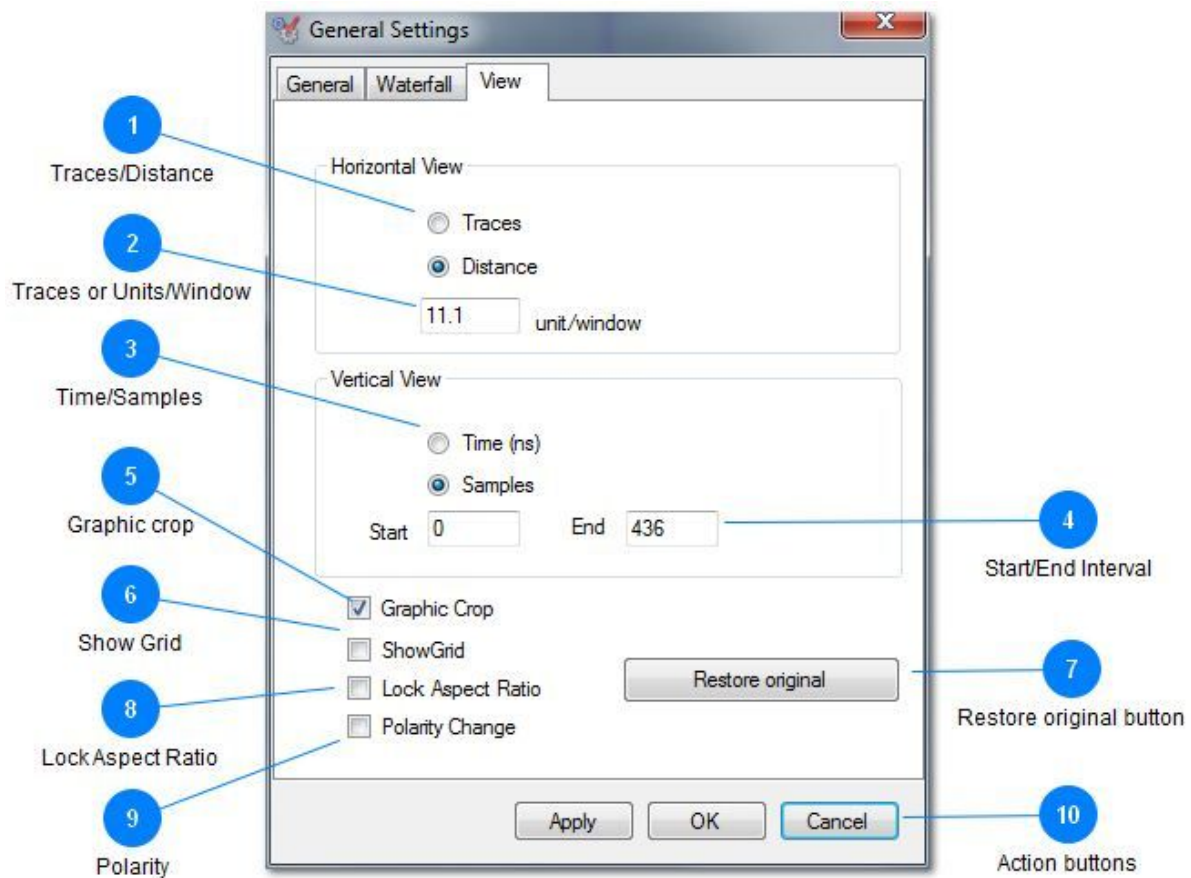 General Settings
X
General Waterfall View
1
Traces/Distance
Horizontal View
Traces
2
Traces or Units/Window
Distance
11.1 unit/window
3
Time/Samples
Vertical View
Time (ns)
Samples
5
Graphic crop
Start 0 End 436
4
Start/End Interval
6
Show Grid
Graphic Crop
ShowGrid
Lock Aspect Ratio
Polarity Change
Restore original
7
Restore original button
8
Lock Aspect Ratio
9
Polarity
Apply OK Cancel
10
Action buttons